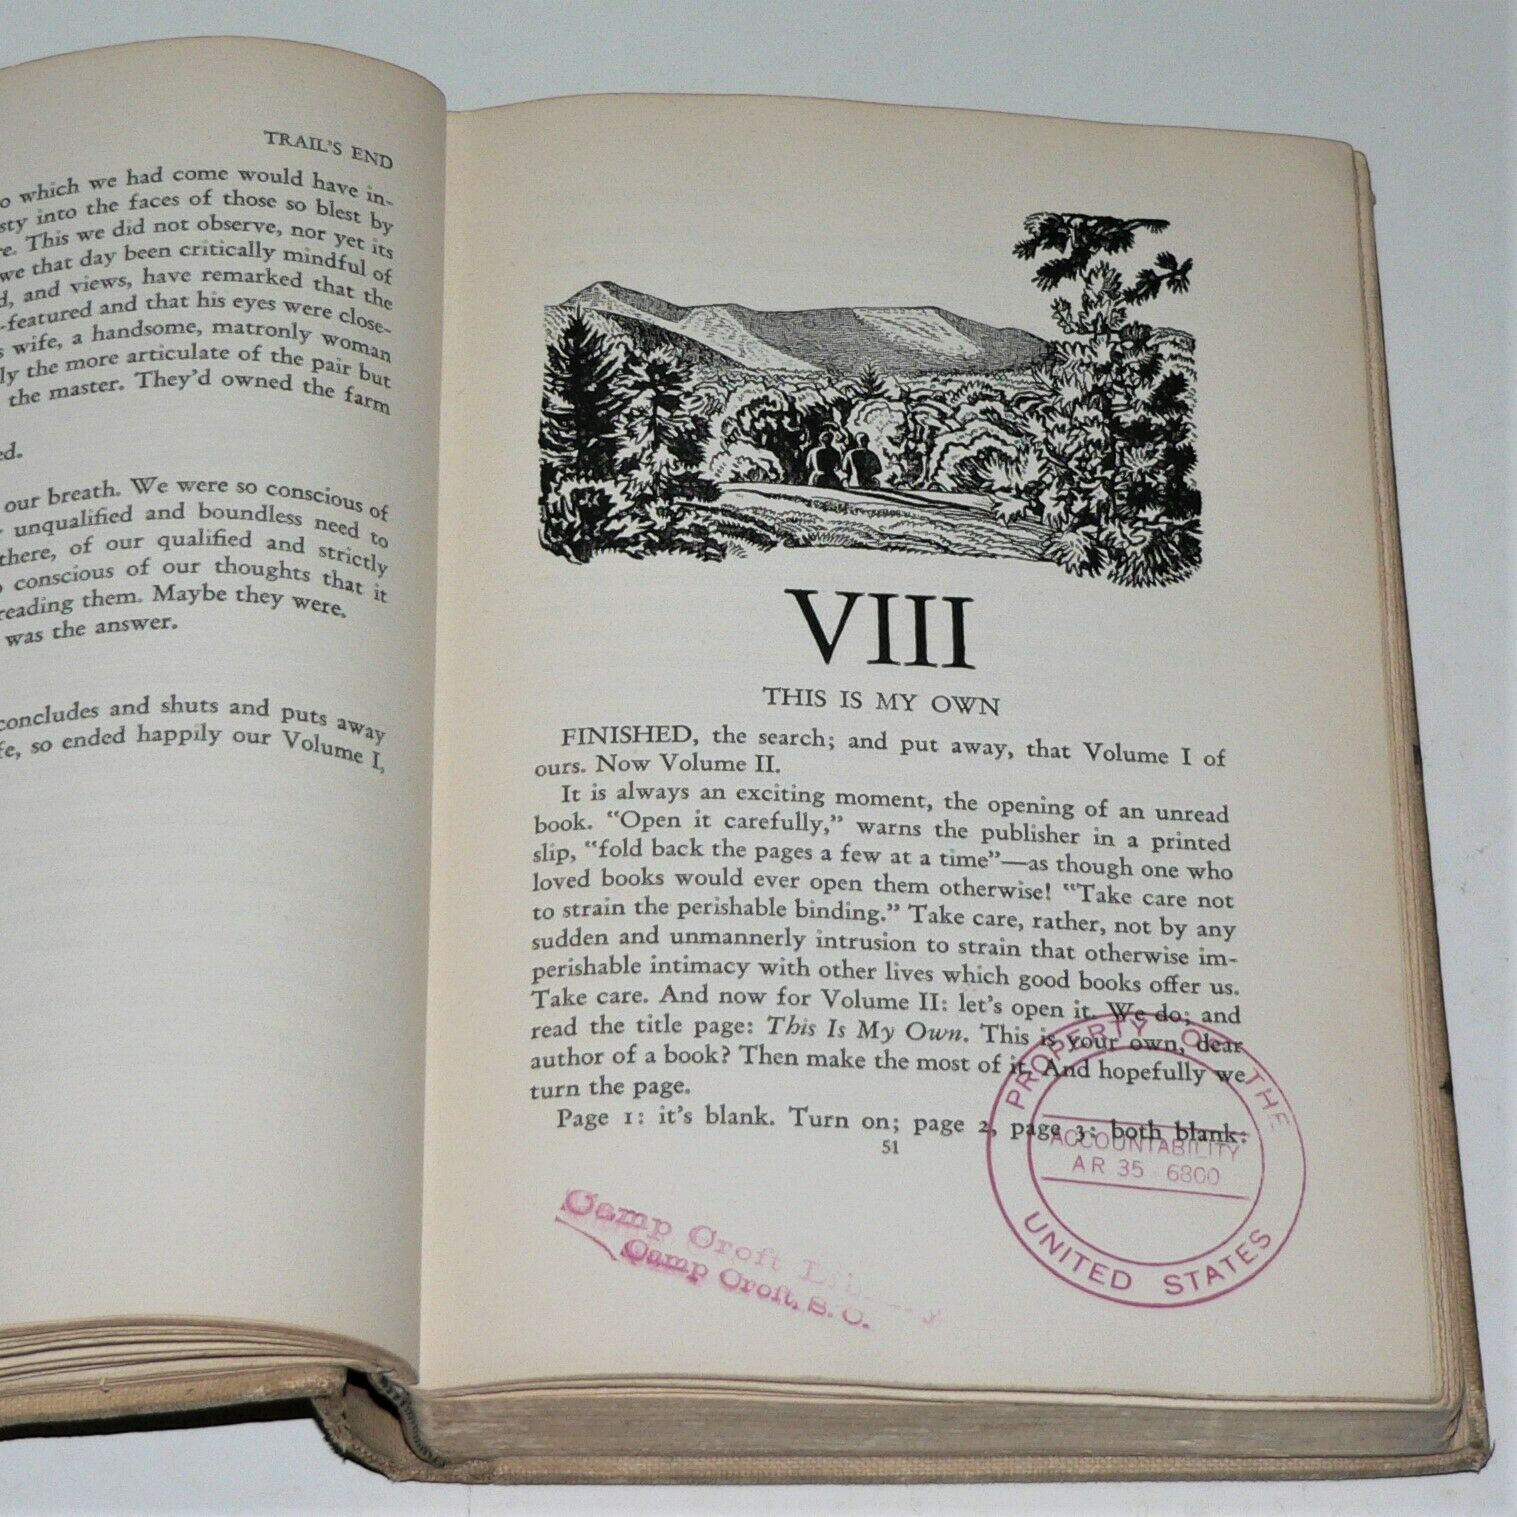 TRAIL'S END
which we had come would have in-
into the faces of those so blest by
This we did not observe, nor yet its
we that day been critically mindful of
and views, have remarked that the
-featured and that his eyes were close-
wife, a handsome, matronly woman
the more articulate of the pair but
the master. They'd owned the farm
our breath. We were so conscious of
unqualified and boundless need to
there, of our qualified and strictly
conscious of our thoughts that it
reading them. Maybe they were.
was the answer.
concludes and shuts and puts away
so ended happily our Volume I,
VIII
THIS IS MY OWN
FINISHED, the search; and put away, that Volume I of
ours. Now Volume II.
It is always an exciting moment, the opening of an unread
book. "Open it carefully," warns the publisher in a printed
slip, "fold back the pages a few at a time"—as though one who
loved books would ever open them otherwise! "Take care not
to strain the perishable binding." Take care, rather, not by any
sudden and unmannerly intrusion to strain that otherwise im-
perishable intimacy with other lives which good books offer us.
Take care. And now for Volume II: let's open it. We do; and
read the title page: This Is My Own. This is your own, dear
author of a book? Then make the most of it. And hopefully we
turn the page.
Page 1: it's blank. Turn on; page 2, page 3: both blank:
51
PROPERTY OF THE
ACCOUNTABILITY
AR 35-6800
UNITED STATES
Camp Croft Library
Camp Croft, S. C.